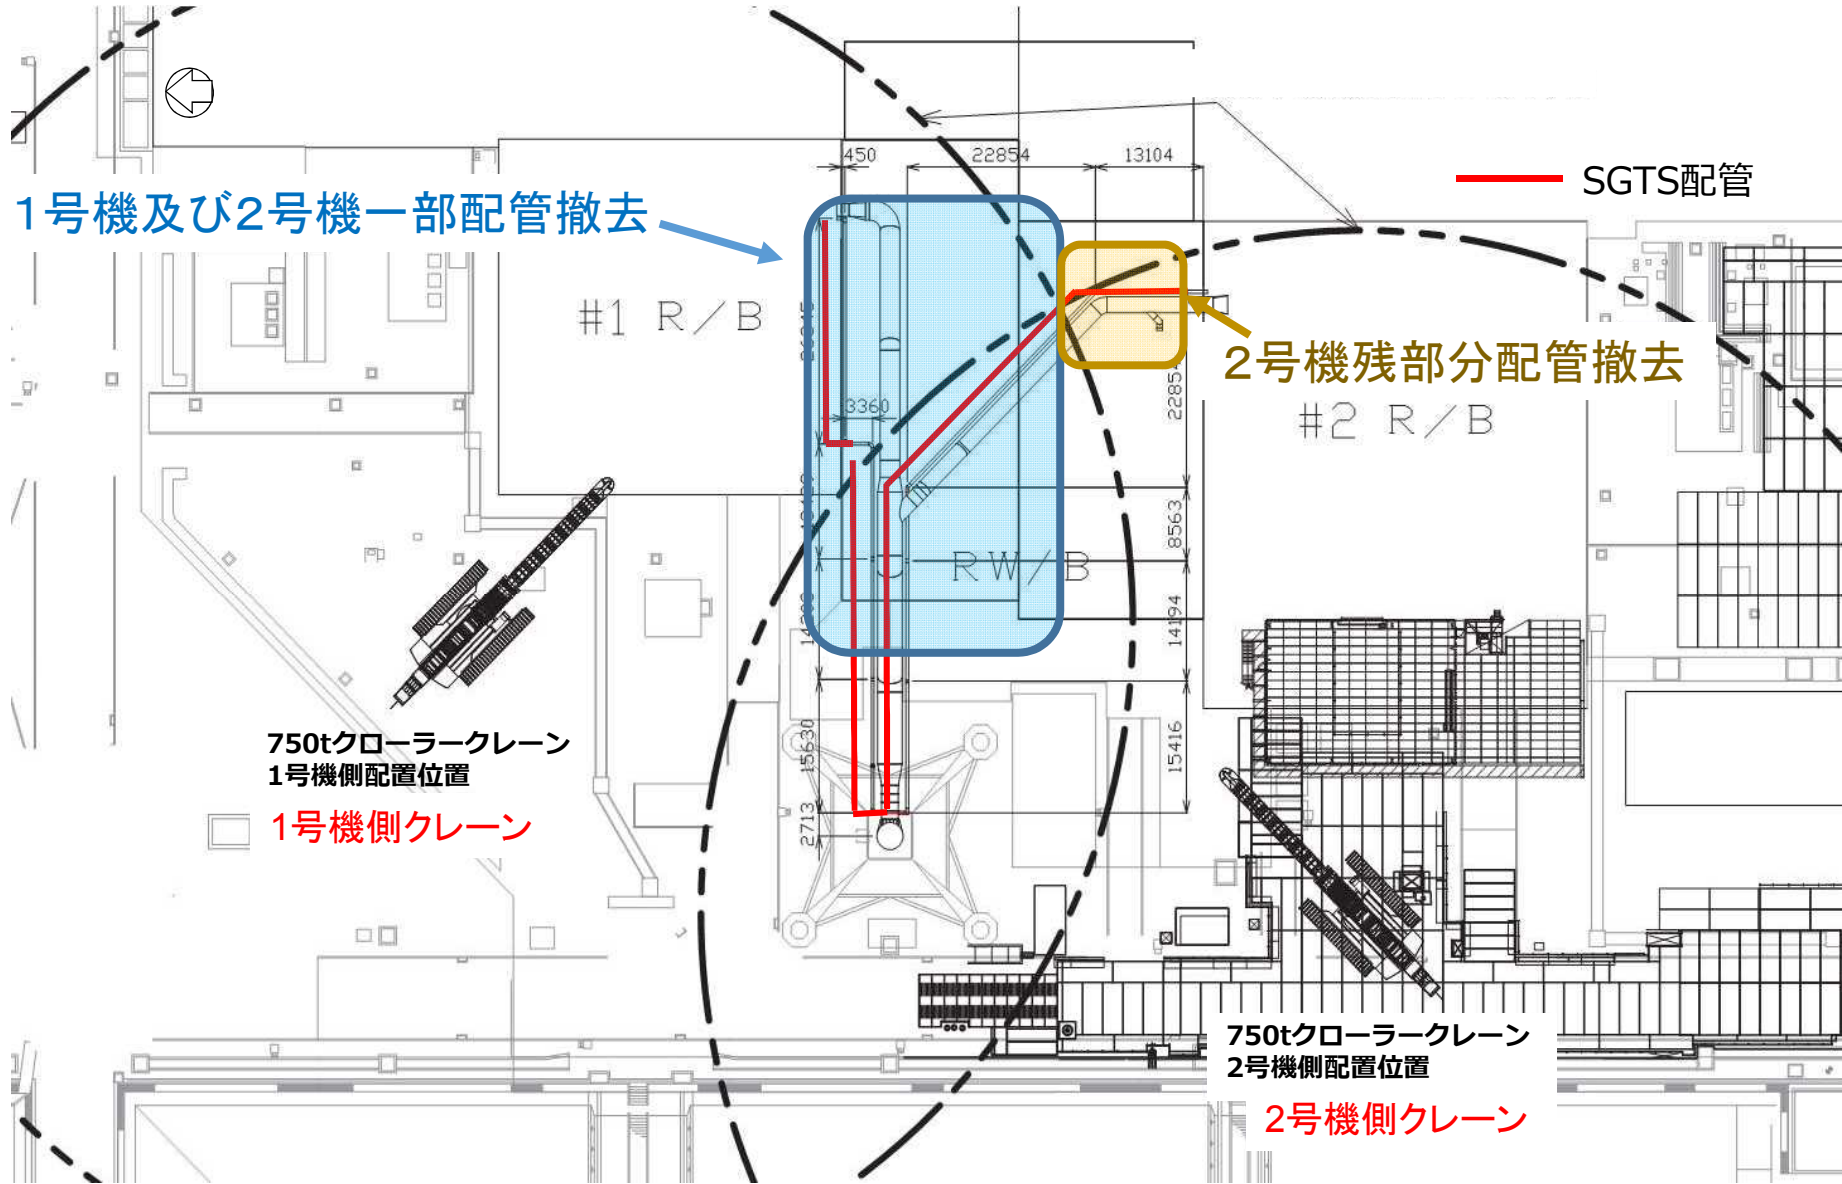 450
22854
13104
SGTS配管
1号機及び2号機一部配管撤去
#1 R/B
2号機残部分配管撤去
3360
#2 R/B
8563
RW/B
14194
15630
15416
2713
750tクローラークレーン
1号機側配置位置
1号機側クレーン
750tクローラークレーン
2号機側配置位置
2号機側クレーン